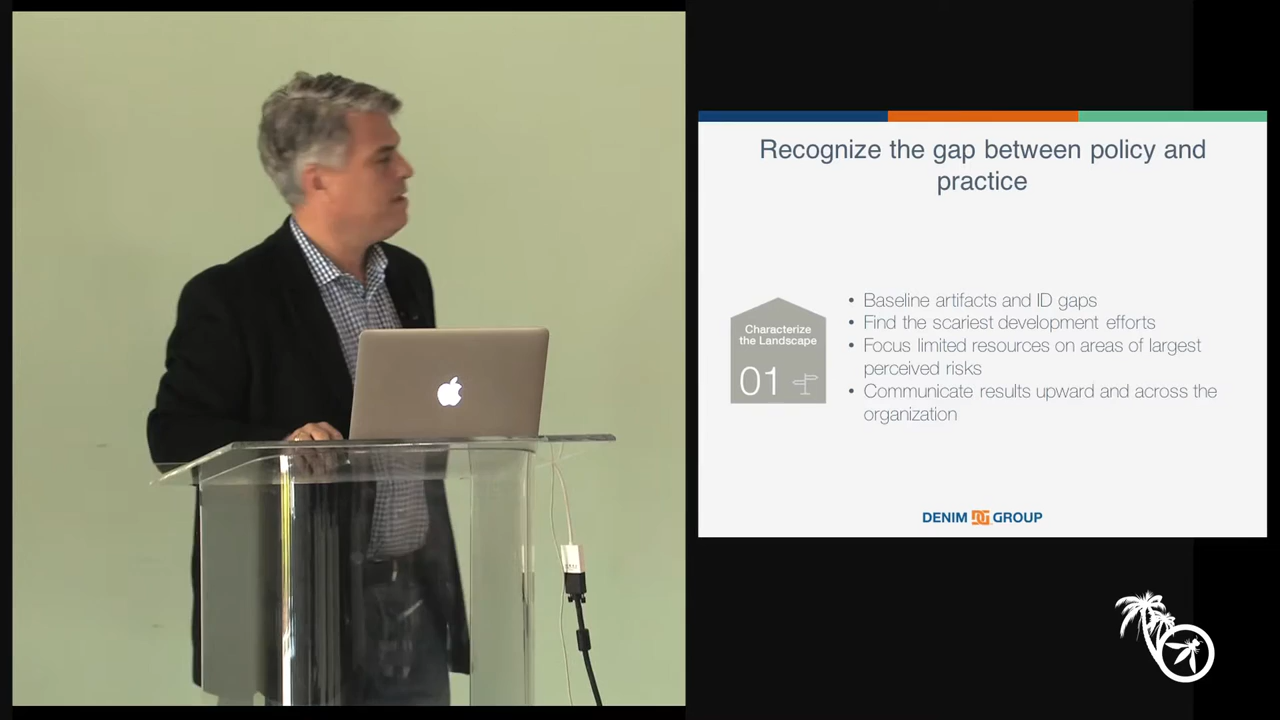 Recognize the gap between policy and
practice
Characterize
the Landscape
01
• Baseline artifacts and ID gaps
• Find the scariest development efforts
• Focus limited resources on areas of largest
perceived risks
• Communicate results upward and across the
organization
DENIM DG GROUP